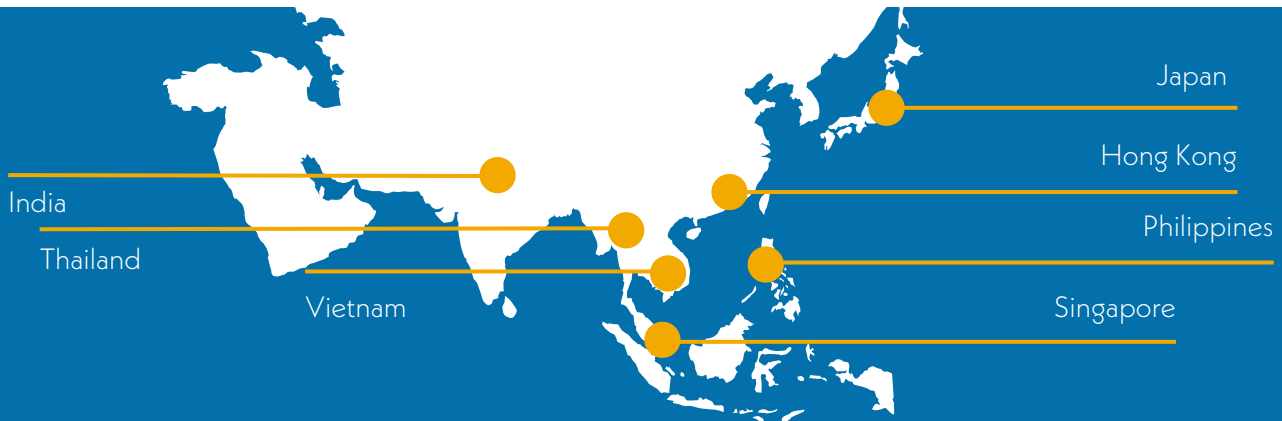 Japan
Hong Kong
India
Philippines
Thailand
Vietnam
Singapore